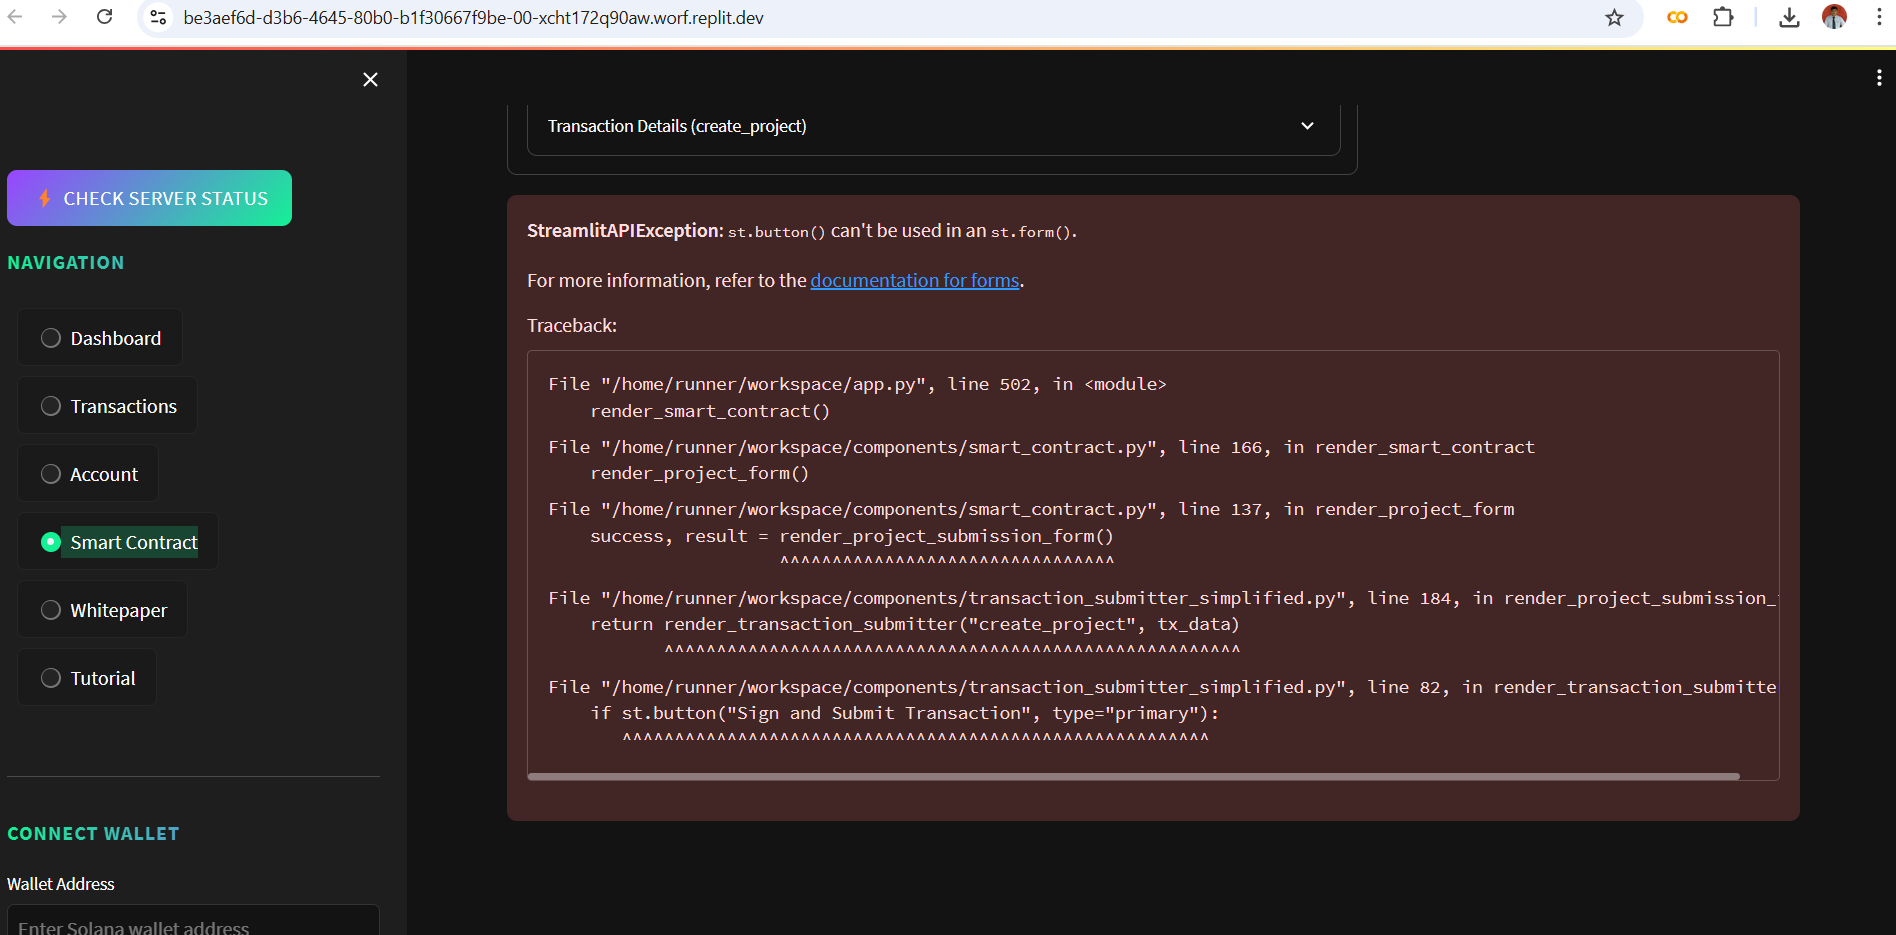 be3aef6d-d3b6-4645-80b0-b1f30667f9be-00-xcht172q90aw.worf.replit.dev
CHECK SERVER STATUS
NAVIGATION
Dashboard
Transactions
Account
Smart Contract
Whitepaper
Tutorial
CONNECT WALLET
Wallet Address
Enter Solana wallet address
Transaction Details (create_project)
StreamlitAPIException: st.button() can't be used in an st.form().
For more information, refer to the documentation for forms.
Traceback:
File "/home/runner/workspace/app.py", line 502, in <module>
render_smart_contract()
File "/home/runner/workspace/components/smart_contract.py", line 166, in render_smart_contract
render_project_form()
File "/home/runner/workspace/components/smart_contract.py", line 137, in render_project_form
success, result = render_project_submission_form()
^^^^^^^^^^^^^^^^^^^^^^^^^^^^^^^^
File "/home/runner/workspace/components/transaction_submitter_simplified.py", line 184, in render_project_submission_
return render_transaction_submitter("create_project", tx_data)
^^^^^^^^^^^^^^^^^^^^^^^^^^^^^^^^^^^^^^^^^^^^^^^^^^^^^^^
File "/home/runner/workspace/components/transaction_submitter_simplified.py", line 82, in render_transaction_submitte
if st.button("Sign and Submit Transaction", type="primary"):
^^^^^^^^^^^^^^^^^^^^^^^^^^^^^^^^^^^^^^^^^^^^^^^^^^^^^^^^